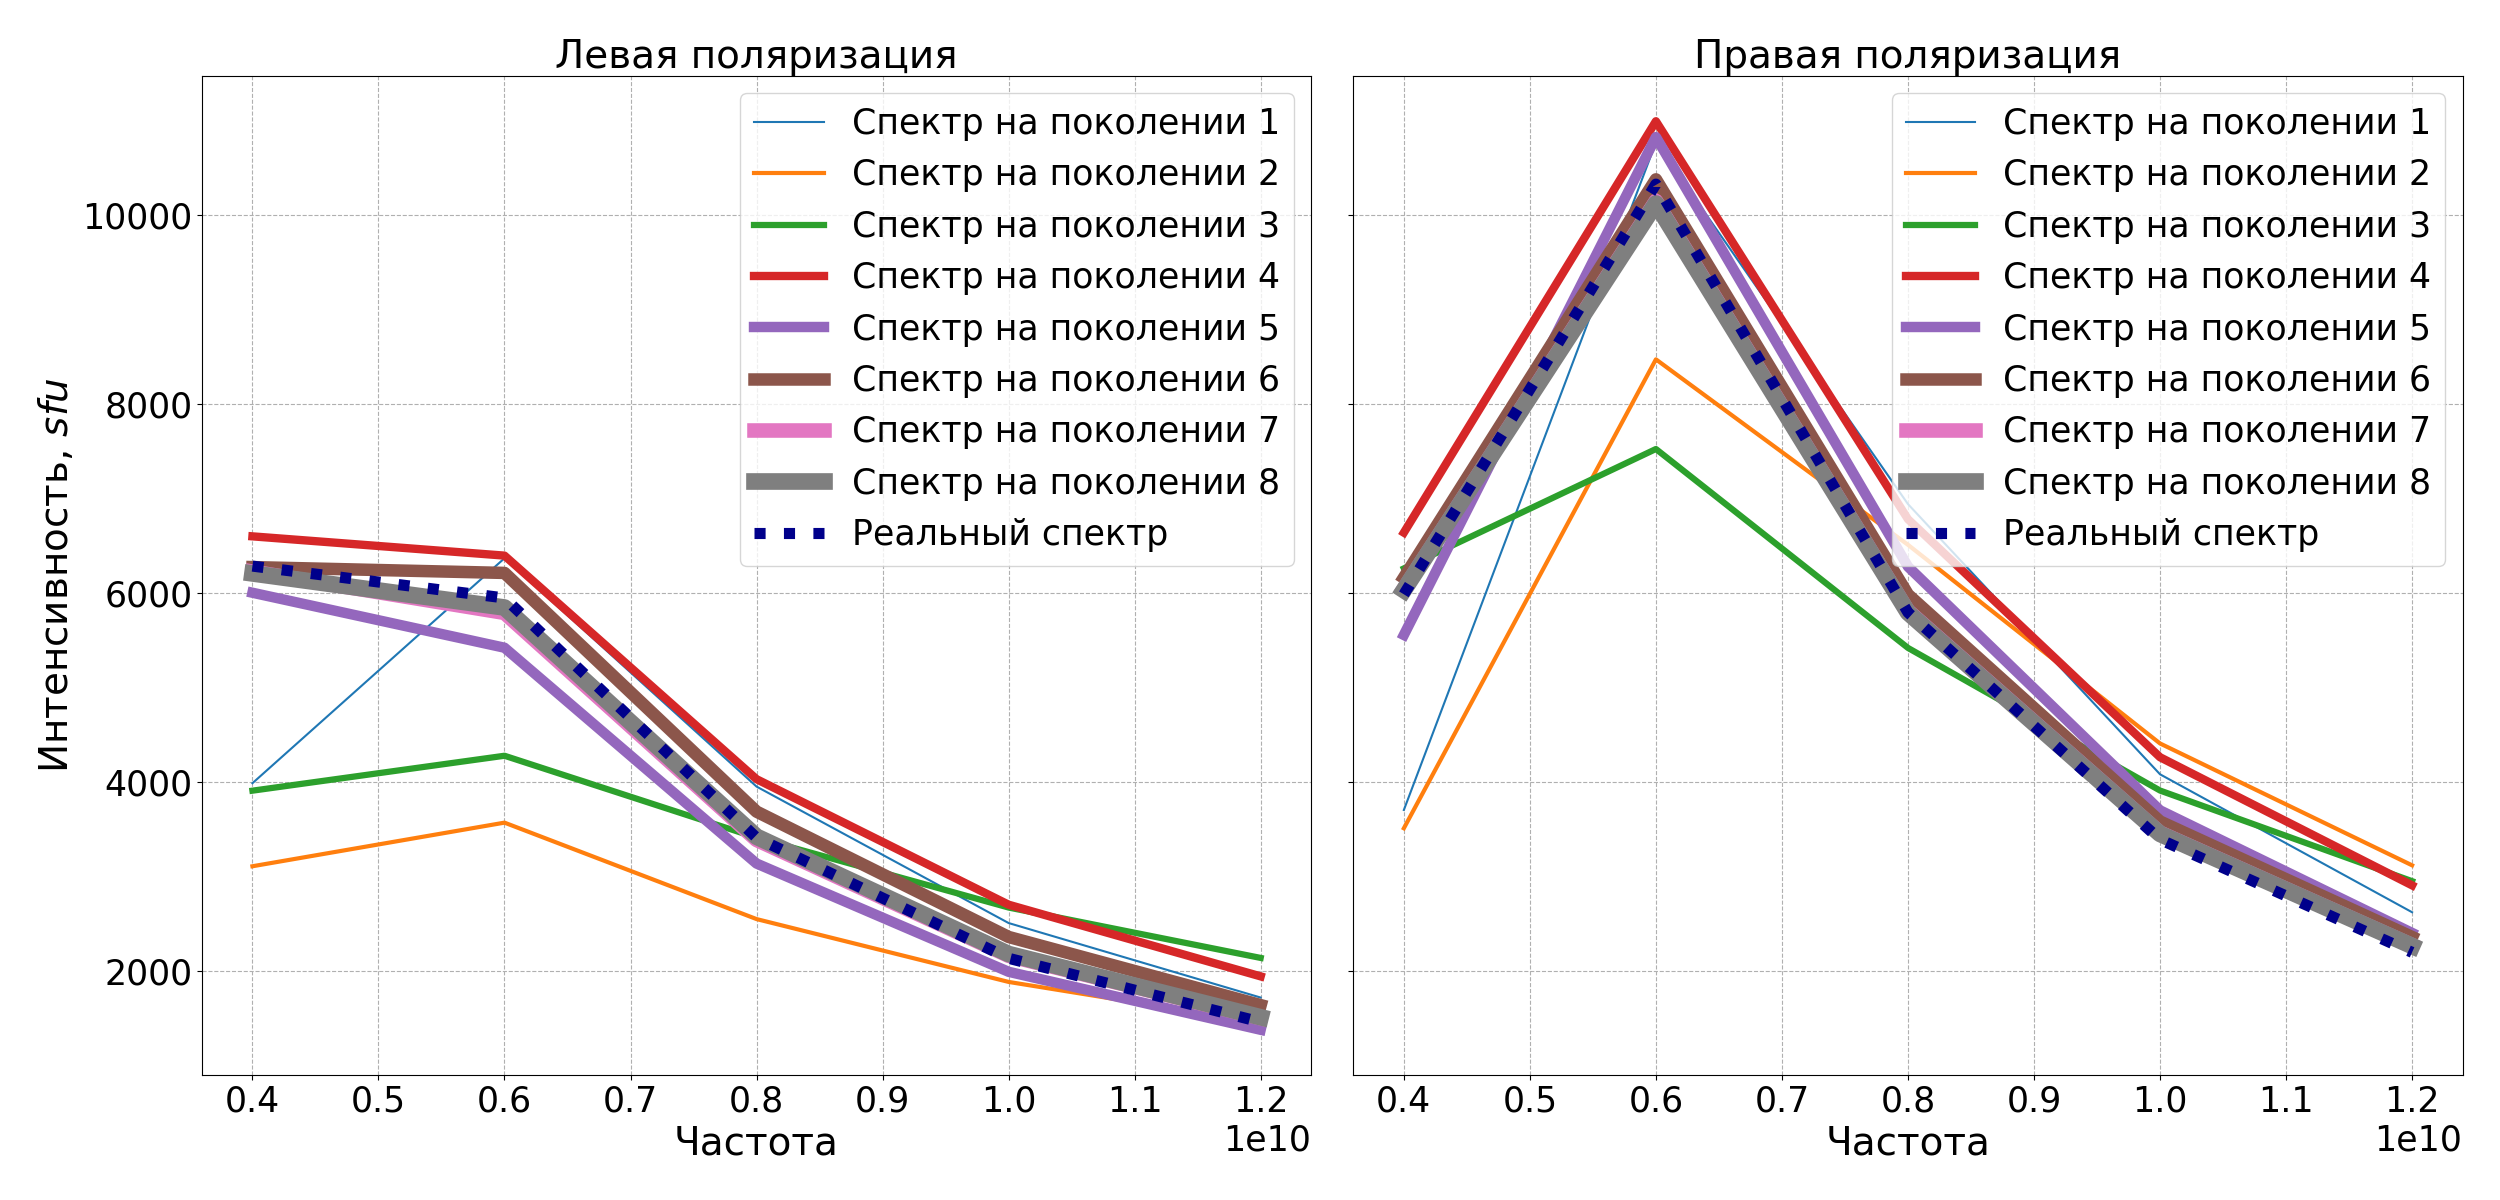 Левая поляризация
Интенсивность, sfu
10000
8000
6000
4000
2000
Спектр на поколении 1
Спектр на поколении 2
Спектр на поколении 3
Спектр на поколении 4
Спектр на поколении 5
Спектр на поколении 6
Спектр на поколении 7
Спектр на поколении 8
Реальный спектр
0.4 0.5 0.6 0.7 0.8 0.9 1.0 1.1 1.2
1e10
Частота
Правая поляризация
Спектр на поколении 1
Спектр на поколении 2
Спектр на поколении 3
Спектр на поколении 4
Спектр на поколении 5
Спектр на поколении 6
Спектр на поколении 7
Спектр на поколении 8
Реальный спектр
0.4 0.5 0.6 0.7 0.8 0.9 1.0 1.1 1.2
1e10
Частота